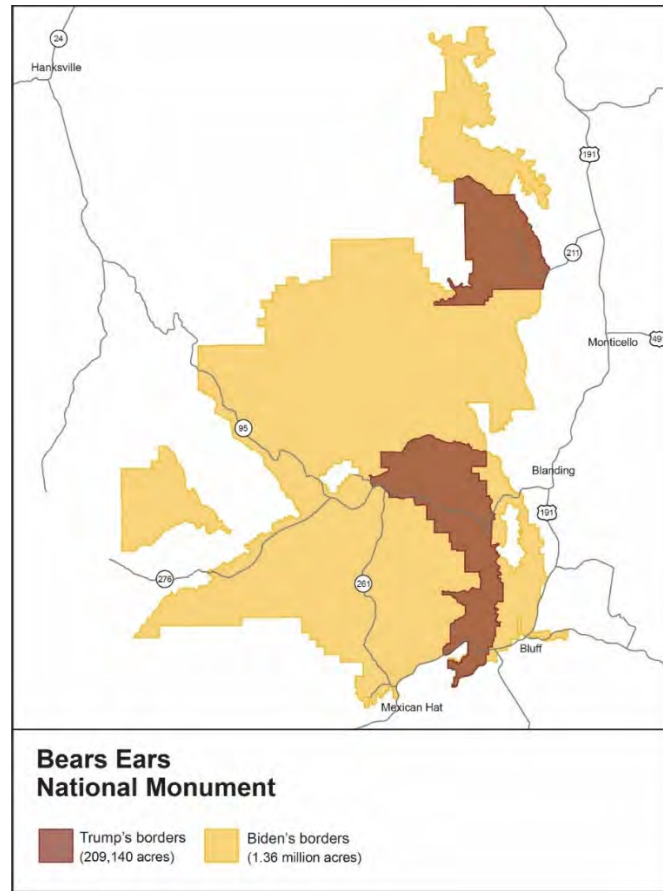 24
Hanksville
191
211
Monticello
491
95
Blanding
191
276
261
Bluff
Mexican Hat
Bears Ears
National Monument
Trump's borders
(209,140 acres)
Biden's borders
(1.36 million acres)